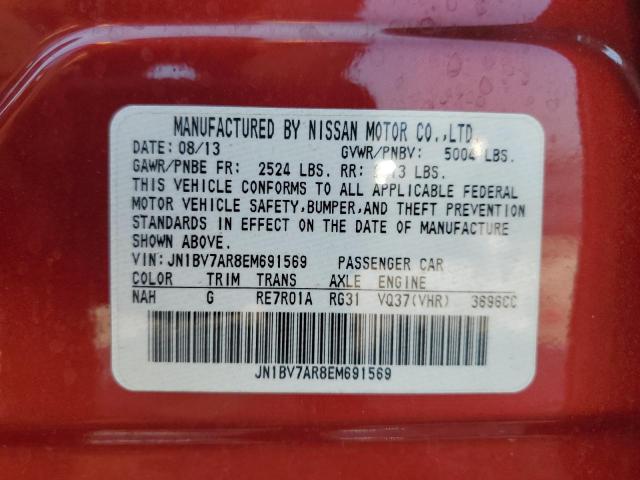 MANUFACTURED BY NISSAN MOTOR CO.,LTD.
DATE: 08/13 GVWR/PNBV: 5004 LBS.
GAWR/PNBE FR: 2524 LBS. RR: LBS.
THIS VEHICLE CONFORMS TO ALL APPLICABLE FEDERAL
MOTOR VEHICLE SAFETY,BUMPER,AND THEFT PREVENTION
STANDARDS IN EFFECT ON THE DATE OF MANUFACTURE
SHOWN ABOVE.
VIN: JN1BV7AR8EM691569 PASSENGER CAR
COLOR TRIM TRANS AXLE ENGINE
NAH G RE7R01A RG31 VQ37(VHR) 3696CC
JN1BV7AR8EM691569